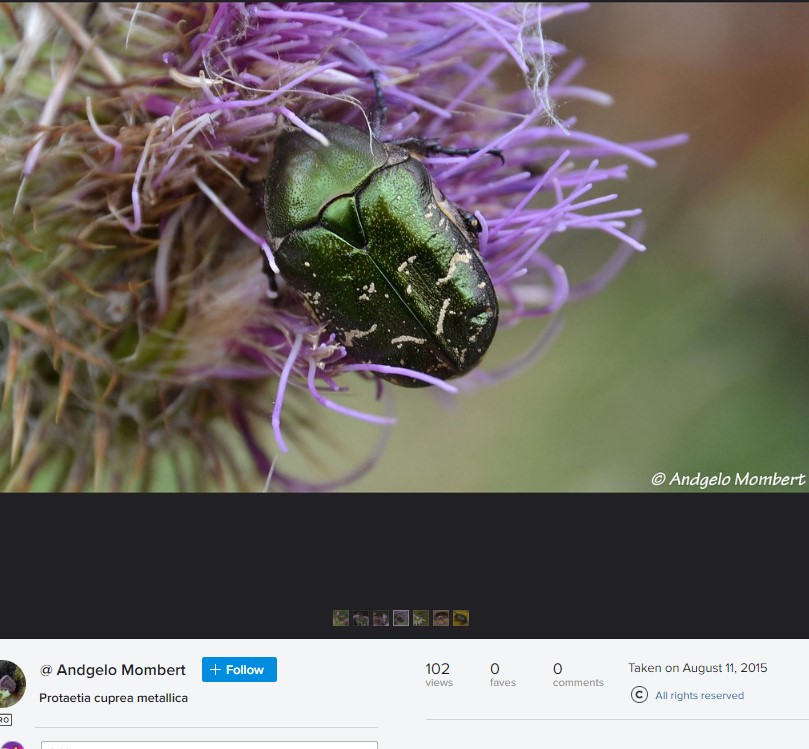 © Andgelo Mombert
@ Andgelo Mombert
+ Follow
Protaetia cuprea metallica
102
views
0
faves
0
comments
Taken on August 11, 2015
© All rights reserved